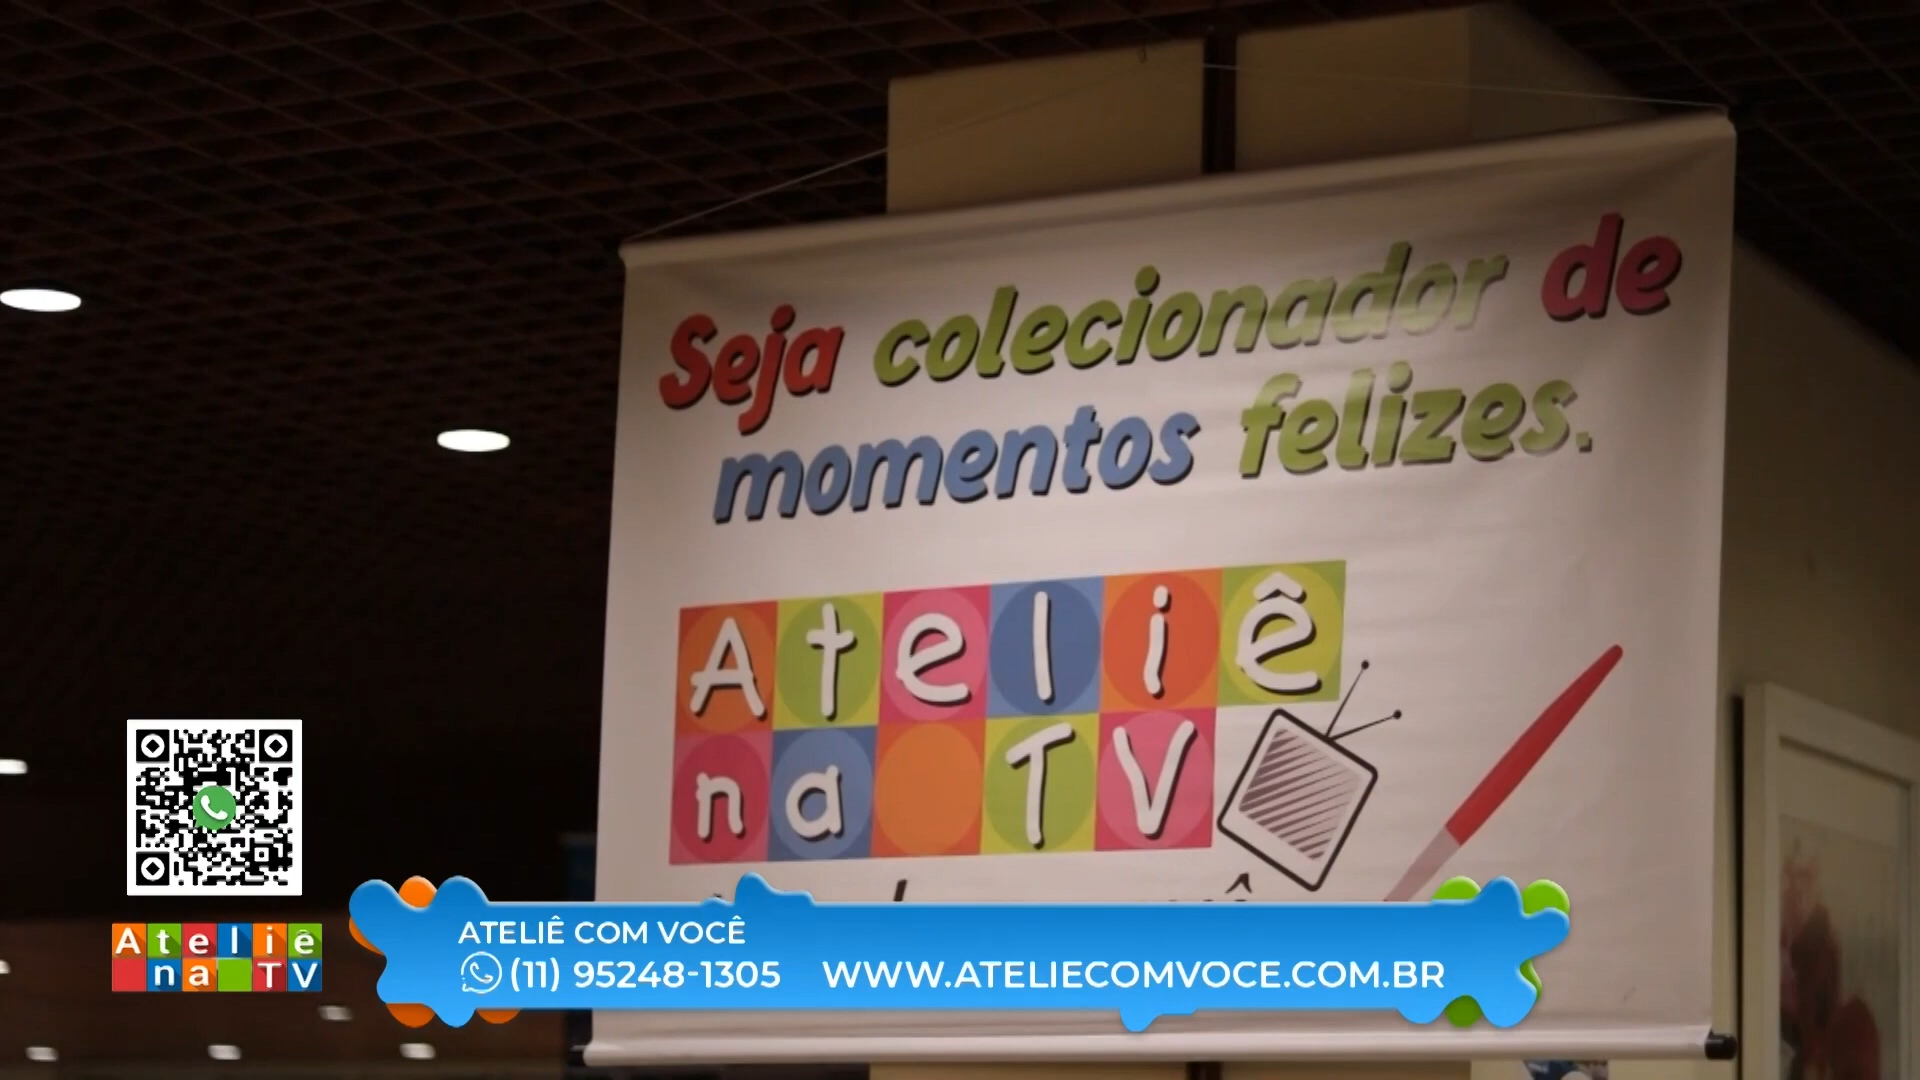 Seja colecionador de
momentos felizes.
Ateliê
na TV
Ateliê
na TV
ATELIÊ COM VOCÊ
(11) 95248-1305 WWW.ATELIECOMVOCE.COM.BR